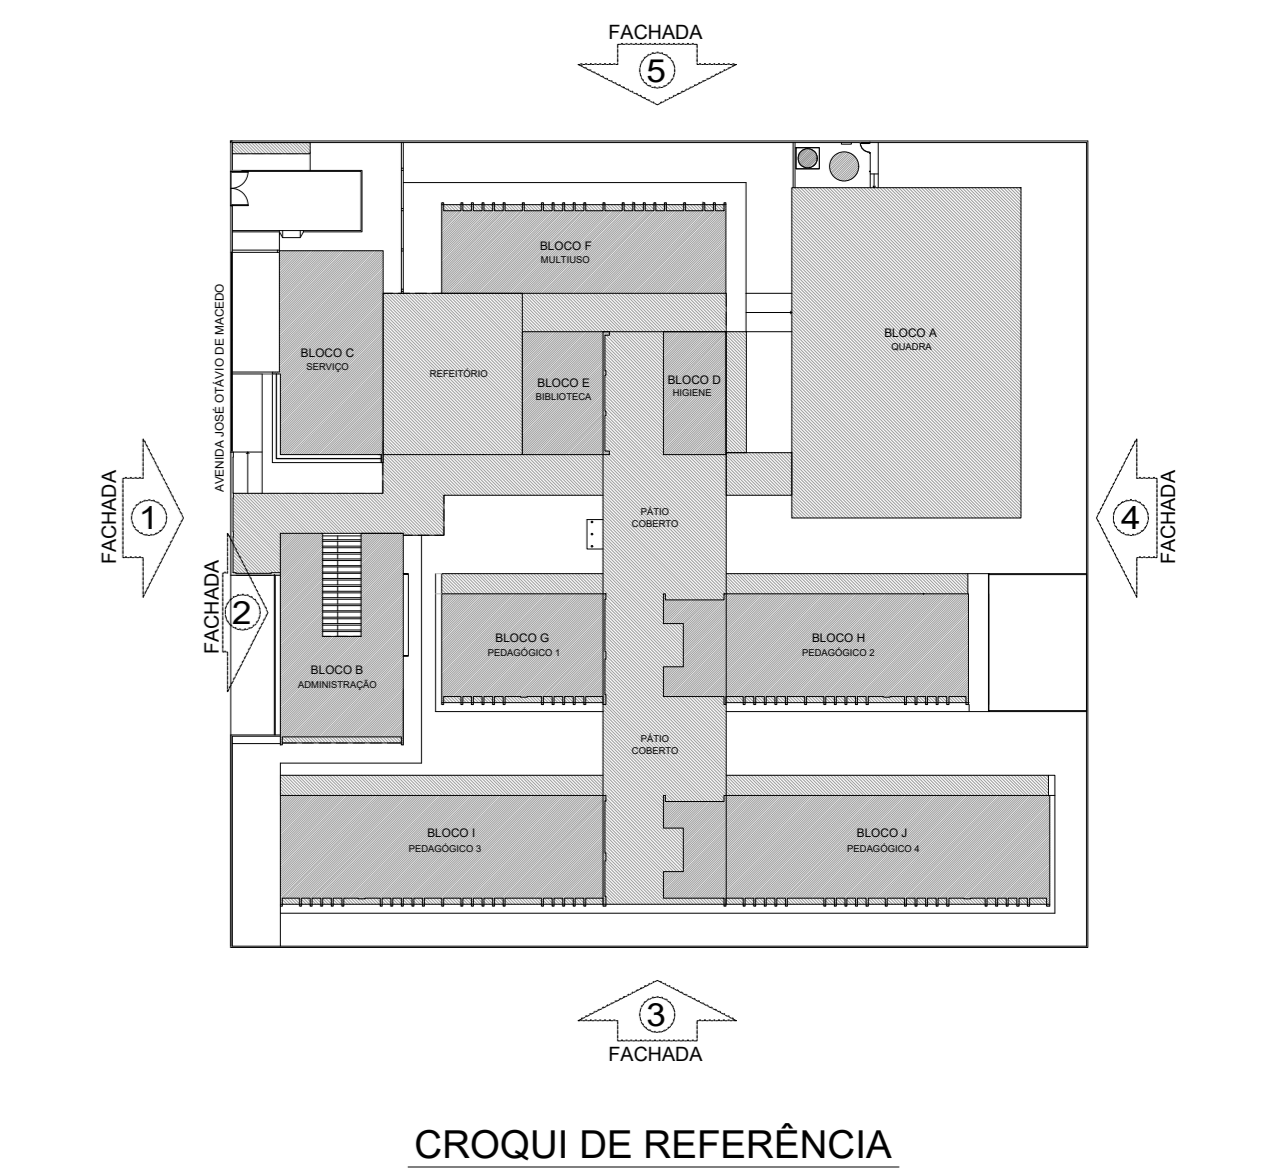 FACHADA
5
BLOCO F
MULTIUSO
AVENIDA JOSÉ OTÁVIO DE MACEDO
BLOCO C
SERVIÇO
REFEITÓRIO
BLOCO E
BIBLIOTECA
BLOCO D
HIGIENE
BLOCO A
QUADRA
FACHADA
1
PÁTIO
COBERTO
4
FACHADA
FACHADA
2
BLOCO B
ADMINISTRAÇÃO
BLOCO G
PEDAGÓGICO 1
BLOCO H
PEDAGÓGICO 2
PÁTIO
COBERTO
BLOCO I
PEDAGÓGICO 3
BLOCO J
PEDAGÓGICO 4
3
FACHADA
CROQUI DE REFERÊNCIA